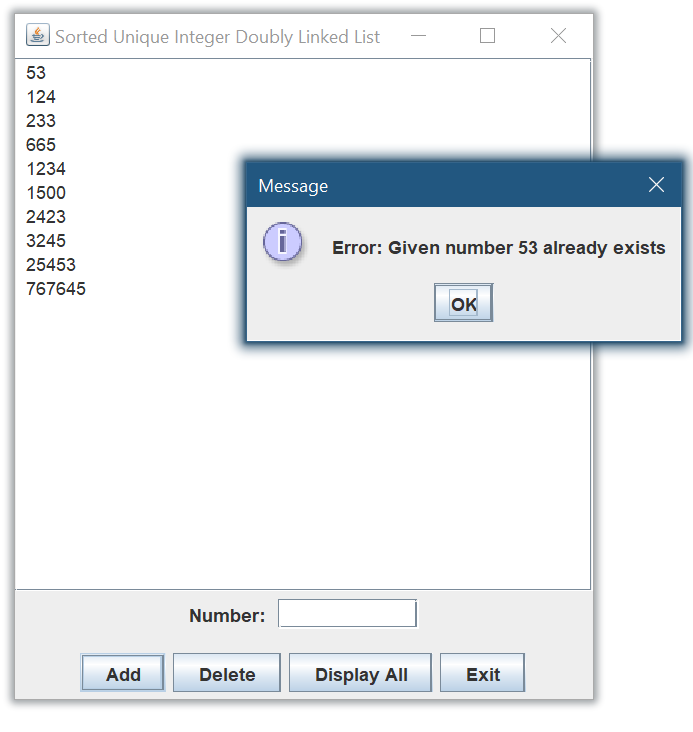 Sorted Unique Integer Doubly Linked List
53
124
233
665
1234
1500
2423
3245
25453
767645
Message
Error: Given number 53 already exists
OK
Number:
Add Delete Display All Exit